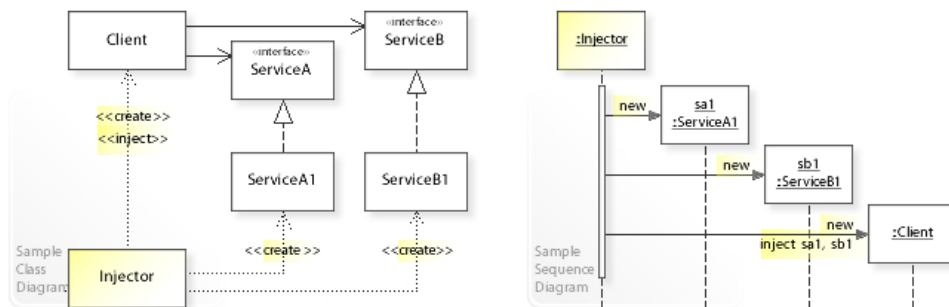 Client
«interface»
ServiceB
«interface»
ServiceA
<<create>>
<<inject>>
ServiceA1
ServiceB1
<<create >>
<<create>>
Sample
Class
Diagram
Injector
:Injector
new
sa1
:ServiceA1
new
sb1
:ServiceB1
new
inject sa1, sb1
:Client
Sample
Sequence
Diagram